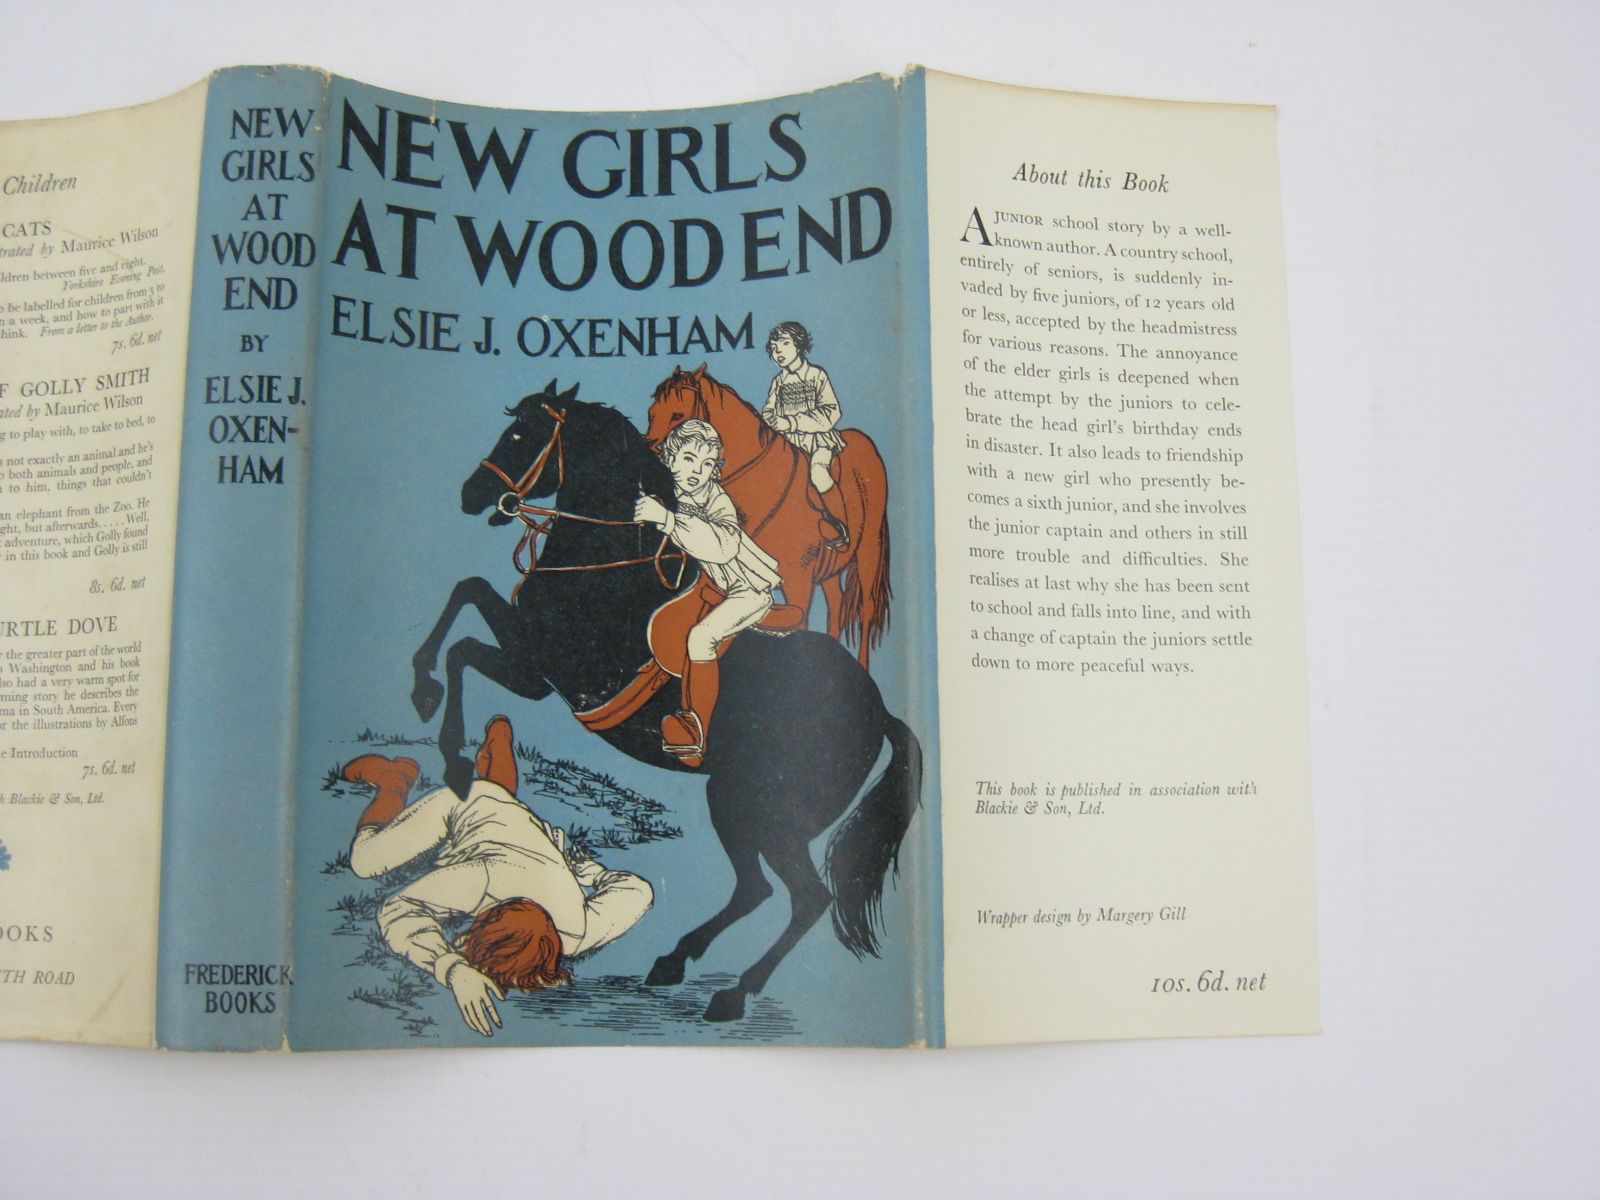 Children
CATS
trated by Maurice Wilson
ldren between five and eight.
Yorkshire Evening Post.
o be labelled for children from 5 to
n a week, and how to part with it
think. From a letter to the Author.
7s. 6d. net
F GOLLY SMITH
ated by Maurice Wilson
g to play with, to take to bed, to
s not exactly an animal and he's
o both animals and people, and
n to him, things that couldn't
an elephant from the Zoo. He
ght, but afterwards..... Well,
t adventure, which Golly found
r in this book and Golly is still
8s. 6d. net
URTLE DOVE
r the greater part of the world
o Washington and his book
lso had a very warm spot for
rming story he describes the
ma in South America. Every
or the illustrations by Alfons
e Introduction
7s. 6d. net
h Blackie & Son, Ltd.
OOKS
TH ROAD
NEW
GIRLS
AT
WOOD
END
BY
ELSIE J.
OXEN-
HAM
FREDERICK
BOOKS
NEW GIRLS
AT WOOD END
ELSIE J. OXENHAM
About this Book
A JUNIOR school story by a well-
known author. A country school,
entirely of seniors, is suddenly in-
vaded by five juniors, of 12 years old
or less, accepted by the headmistress
for various reasons. The annoyance
of the elder girls is deepened when
the attempt by the juniors to cele-
brate the head girl's birthday ends
in disaster. It also leads to friendship
with a new girl who presently be-
comes a sixth junior, and she involves
the junior captain and others in still
more trouble and difficulties. She
realises at last why she has been sent
to school and falls into line, and with
a change of captain the juniors settle
down to more peaceful ways.
This book is published in association with
Blackie & Son, Ltd.
Wrapper design by Margery Gill
10s. 6d. net